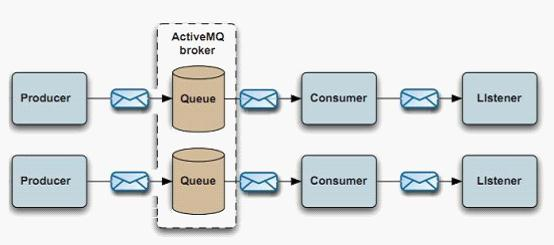 ActiveMQ
broker
Producer Queue Consumer LIstener
Producer Queue Consumer LIstener